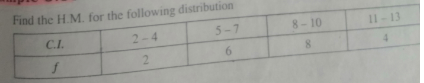 Find the H.M. for the following distribution
C.I. 2 – 4 5 – 7 8 – 10 11 – 13
f 2 6 8 4